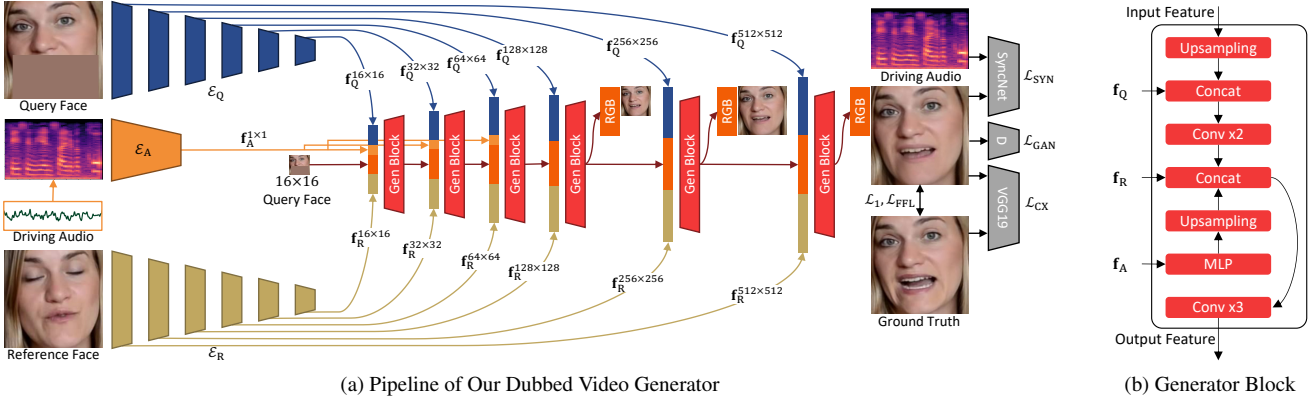 Query Face
ℰ_Q
f_Q^{16×16}
f_Q^{32×32}
f_Q^{64×64}
f_Q^{128×128}
f_Q^{256×256}
f_Q^{512×512}
ℰ_A
f_A^{1×1}
Driving Audio
16×16
Query Face
Gen Block
Gen Block
Gen Block
Gen Block
Gen Block
RGB
Gen Block
RGB
Gen Block
RGB
f_R^{16×16}
f_R^{32×32}
f_R^{64×64}
f_R^{128×128}
f_R^{256×256}
f_R^{512×512}
Reference Face
ℰ_R
Driving Audio
SyncNet
ℒ_SYN
D
ℒ_GAN
ℒ_1, ℒ_FFL
VGG19
ℒ_CX
Ground Truth
(a) Pipeline of Our Dubbed Video Generator
Input Feature
Upsampling
f_Q
Concat
Conv x2
f_R
Concat
Upsampling
f_A
MLP
Conv x3
Output Feature
(b) Generator Block